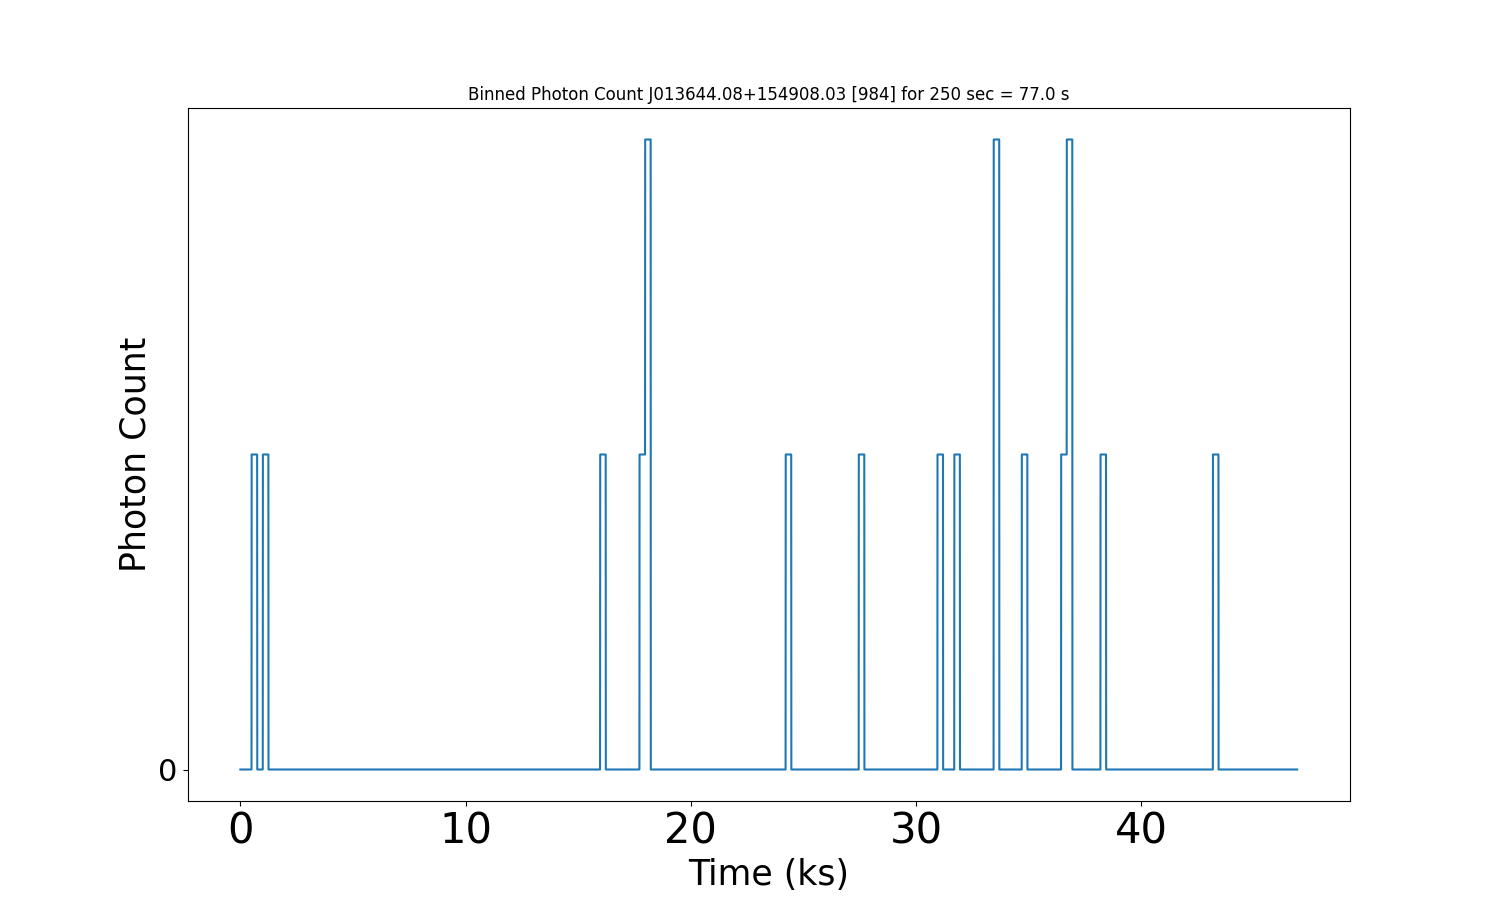 Binned Photon Count J013644.08+154908.03 [984] for 250 sec = 77.0 s
Photon Count
0
0 10 20 30 40
Time (ks)